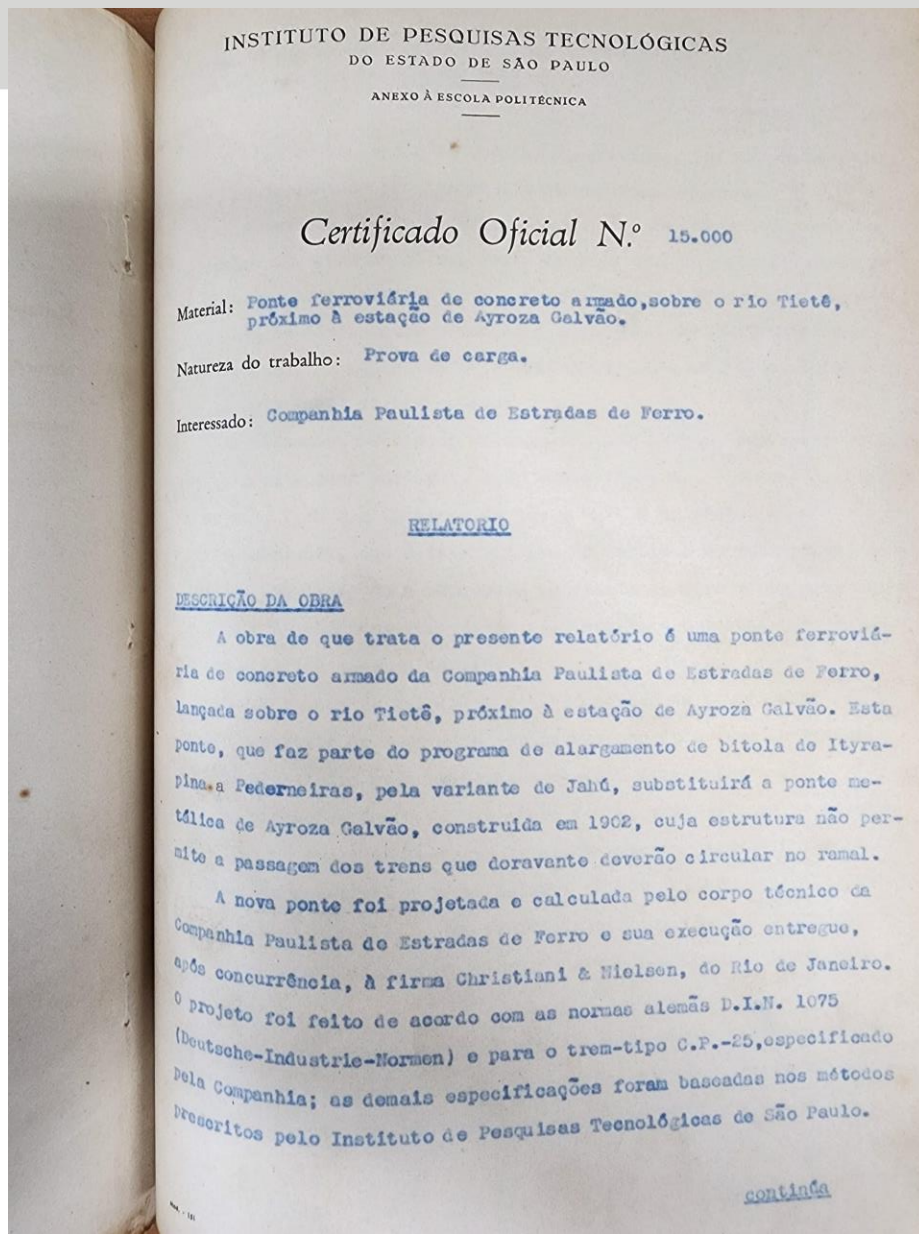 INSTITUTO DE PESQUISAS TECNOLÓGICAS
DO ESTADO DE SÃO PAULO
ANEXO À ESCOLA POLITÉCNICA
Certificado Oficial N.º 15.000
Material: Ponte ferroviária de concreto armado,sobre o rio Tietê,
próximo à estação de Ayroza Galvão.
Natureza do trabalho: Prova de carga.
Interessado: Companhia Paulista de Estradas de Ferro.
RELATORIO
DESCRIÇÃO DA OBRA
A obra de que trata o presente relatório é uma ponte ferroviá-
ria de concreto armado da Companhia Paulista de Estradas de Ferro,
lançada sobre o rio Tietê, próximo à estação de Ayroza Galvão. Esta
ponte, que faz parte do programa de alargamento de bitola de Ityra-
pina a Pederneiras, pela variante de Jahú, substituirá a ponte me-
tálica de Ayroza Galvão, construida em 1902, cuja estrutura não per-
mite a passagem dos trens que doravante deverão circular no ramal.
A nova ponte foi projetada e calculada pelo corpo técnico da
Companhia Paulista de Estradas de Ferro e sua execução entregue,
após concurrência, à firma Christiani & Nielsen, do Rio de Janeiro.
O projeto foi feito de acordo com as normas alemãs D.I.N. 1075
(Deutsche-Industrie-Normen) e para o trem-tipo C.P.-25,especificado
pela Companhia; as demais especificações foram baseadas nos métodos
prescritos pelo Instituto de Pesquisas Tecnológicas de São Paulo.
continúa